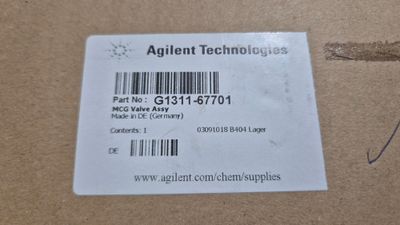 Agilent Technologies
Part No : G1311-67701
MCG Valve Assy
Made in DE (Germany)
Contents: 1 03091018 B404 Lager
DE
www.agilent.com/chem/supplies